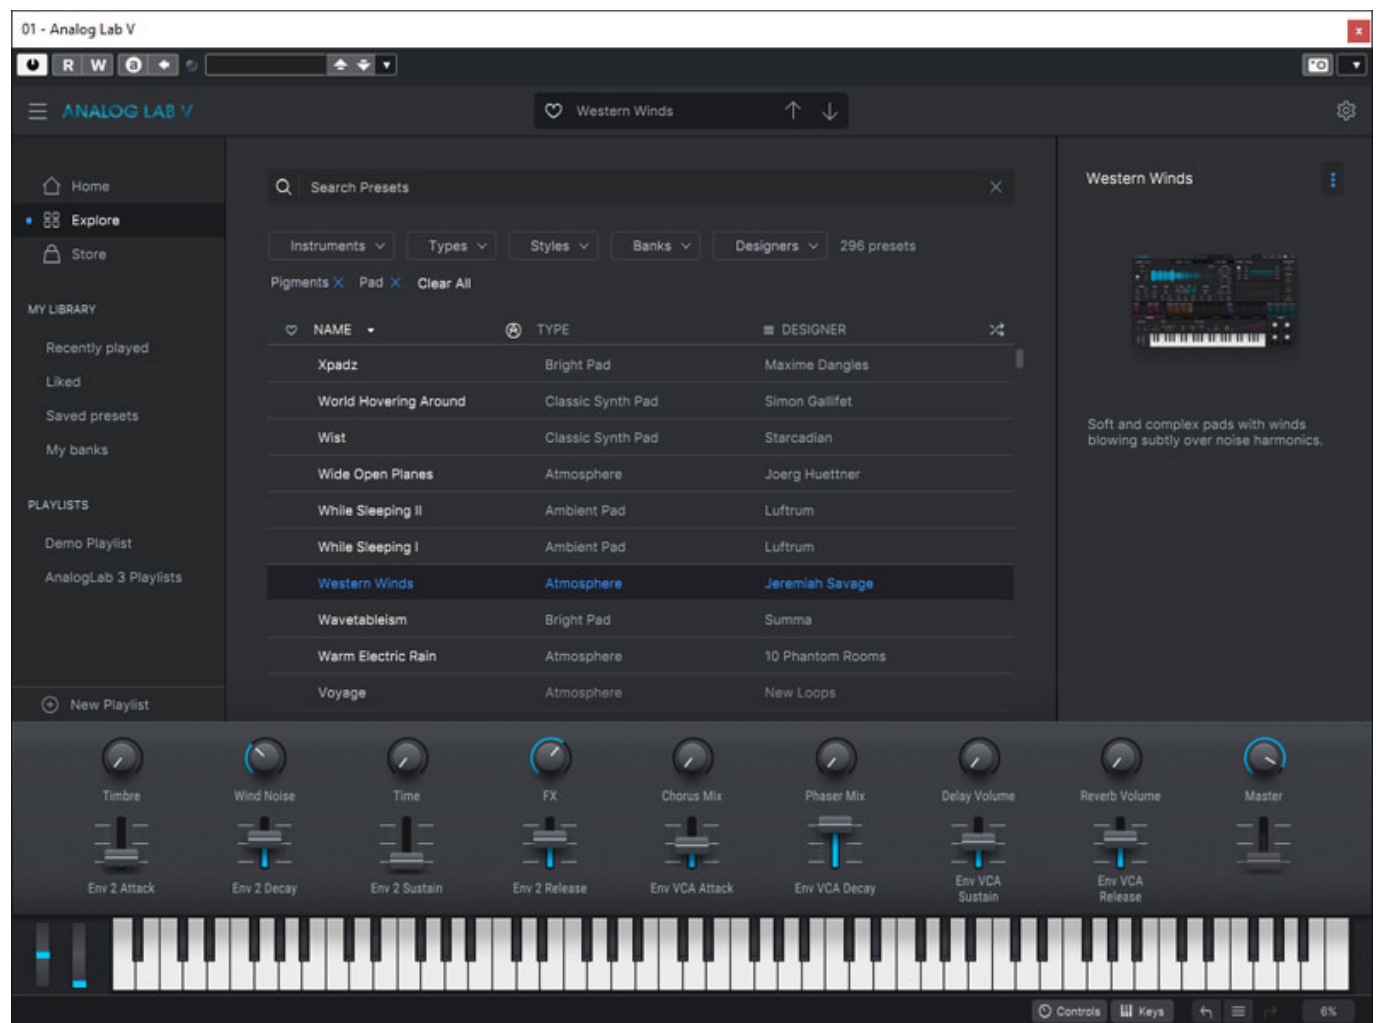 01 - Analog Lab V
R W a
ANALOG LAB V
Western Winds
Home
Explore
Store
MY LIBRARY
Recently played
Liked
Saved presets
My banks
PLAYLISTS
Demo Playlist
AnalogLab 3 Playlists
New Playlist
Search Presets
Instruments Types Styles Banks Designers 296 presets
Pigments Pad Clear All
NAME TYPE DESIGNER
Xpadz Bright Pad Maxime Dangles
World Hovering Around Classic Synth Pad Simon Gallifet
Wist Classic Synth Pad Starcadian
Wide Open Planes Atmosphere Joerg Huettner
While Sleeping II Ambient Pad Luftrum
While Sleeping I Ambient Pad Luftrum
Western Winds Atmosphere Jeremiah Savage
Wavetableism Bright Pad Summa
Warm Electric Rain Atmosphere 10 Phantom Rooms
Voyage Atmosphere New Loops
Western Winds
Soft and complex pads with winds
blowing subtly over noise harmonics.
Timbre Wind Noise Time FX Chorus Mix Phaser Mix Delay Volume Reverb Volume Master
Env 2 Attack Env 2 Decay Env 2 Sustain Env 2 Release Env VCA Attack Env VCA Decay Env VCA Sustain Env VCA Release
Controls Keys 6%